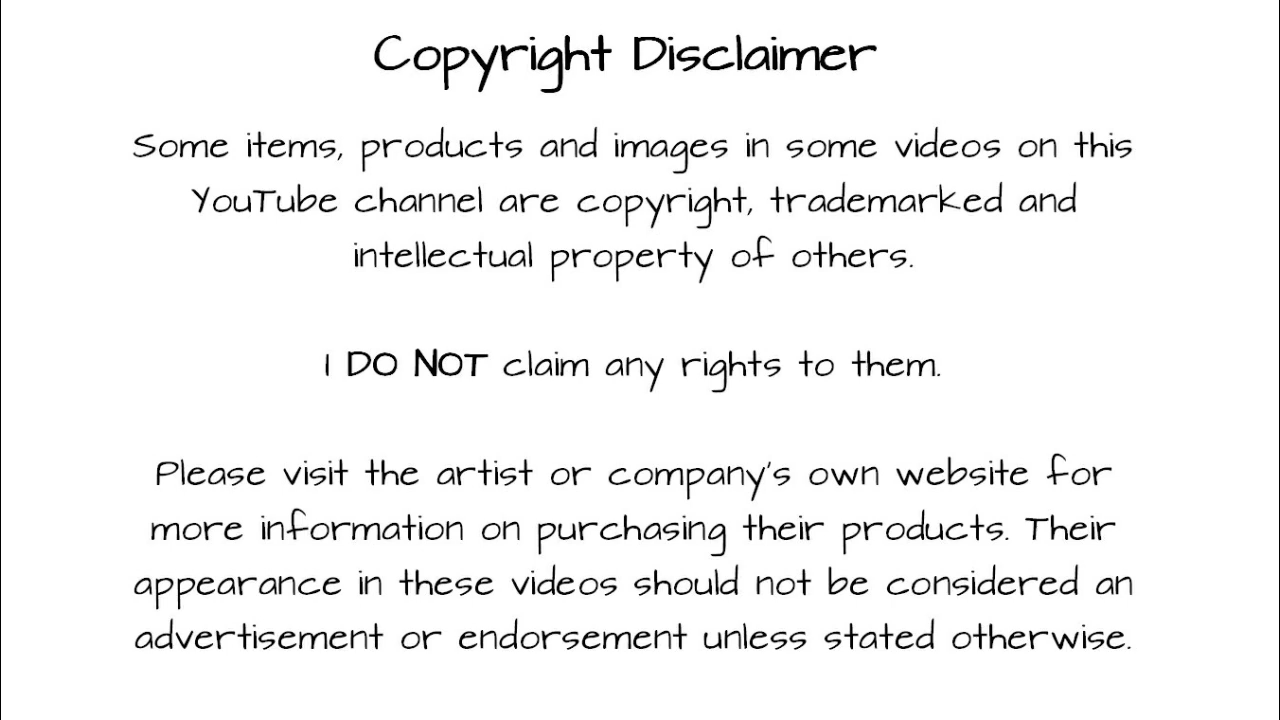 Copyright Disclaimer
Some items, products and images in some videos on this
YouTube channel are copyright, trademarked and
intellectual property of others.
I DO NOT claim any rights to them.
Please visit the artist or company's own website for
more information on purchasing their products. Their
appearance in these videos should not be considered an
advertisement or endorsement unless stated otherwise.